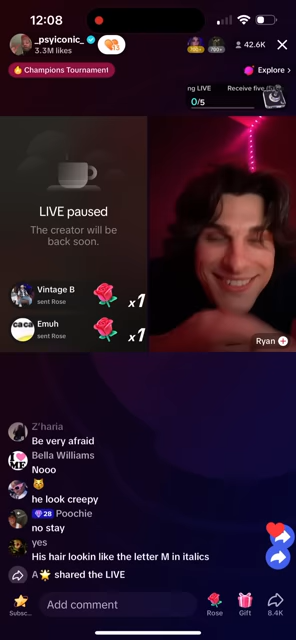 12:08
_psyiconic_
3.3M likes
42.6K
Champions Tournament
Explore >
ng LIVE Receive five
0/5
LIVE paused
The creator will be
back soon.
Vintage B
sent Rose
x1
Emuh
sent Rose
x1
Ryan
Z'haria
Be very afraid
Bella Williams
Nooo
he look creepy
28 Poochie
no stay
yes
His hair lookin like the letter M in italics
A shared the LIVE
Subsc...
Add comment
Rose
Gift
8.4K